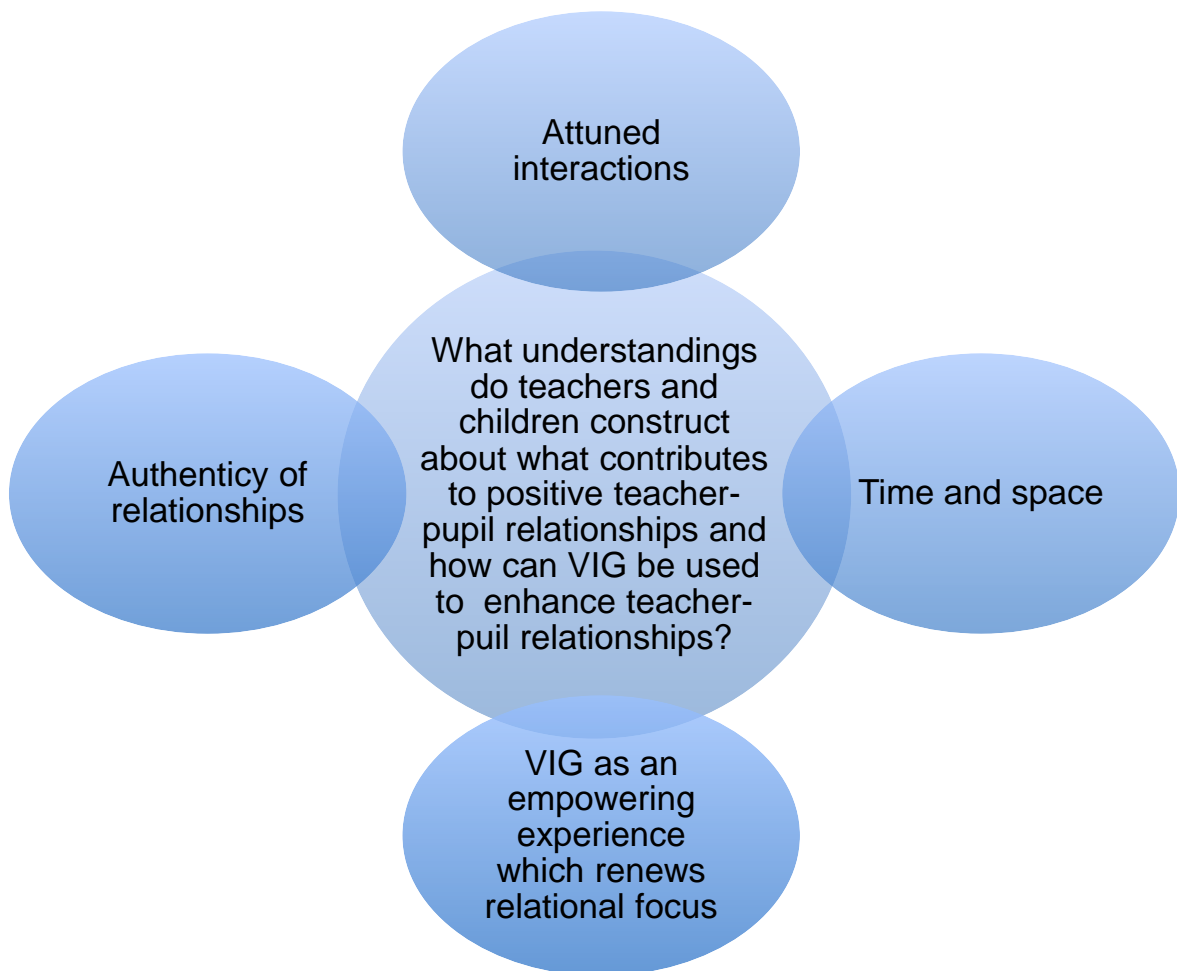 Attuned
interactions
What understandings
do teachers and
children construct
about what contributes
to positive teacher-
pupil relationships and
how can VIG be used
to enhance teacher-
puil relationships?
Authenticy of
relationships
Time and space
VIG as an
empowering
experience
which renews
relational focus